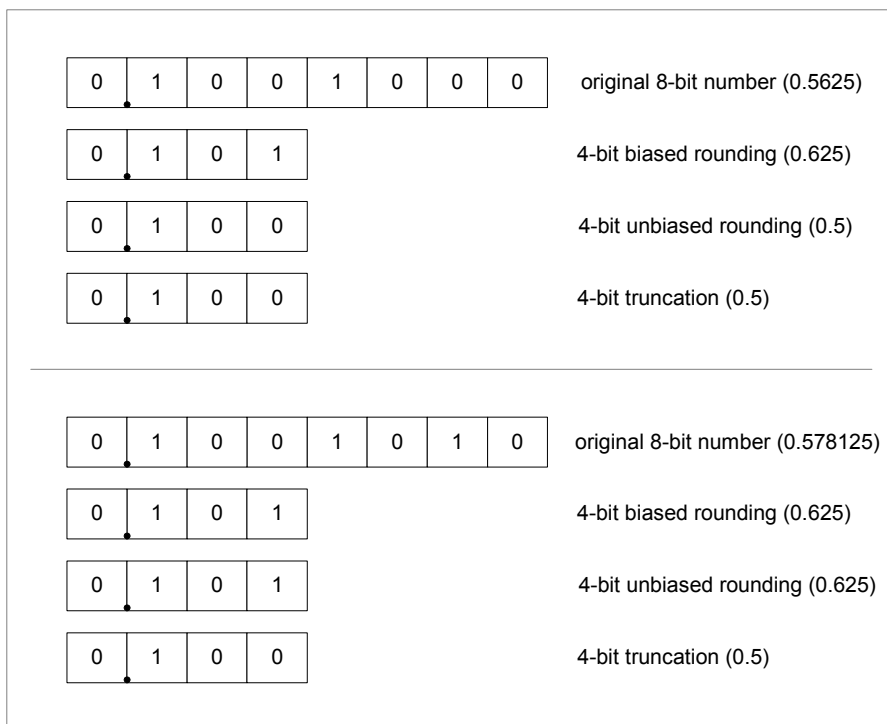 0 1 0 0 1 0 0 0 original 8-bit number (0.5625)
0 1 0 1 4-bit biased rounding (0.625)
0 1 0 0 4-bit unbiased rounding (0.5)
0 1 0 0 4-bit truncation (0.5)
0 1 0 0 1 0 1 0 original 8-bit number (0.578125)
0 1 0 1 4-bit biased rounding (0.625)
0 1 0 1 4-bit unbiased rounding (0.625)
0 1 0 0 4-bit truncation (0.5)